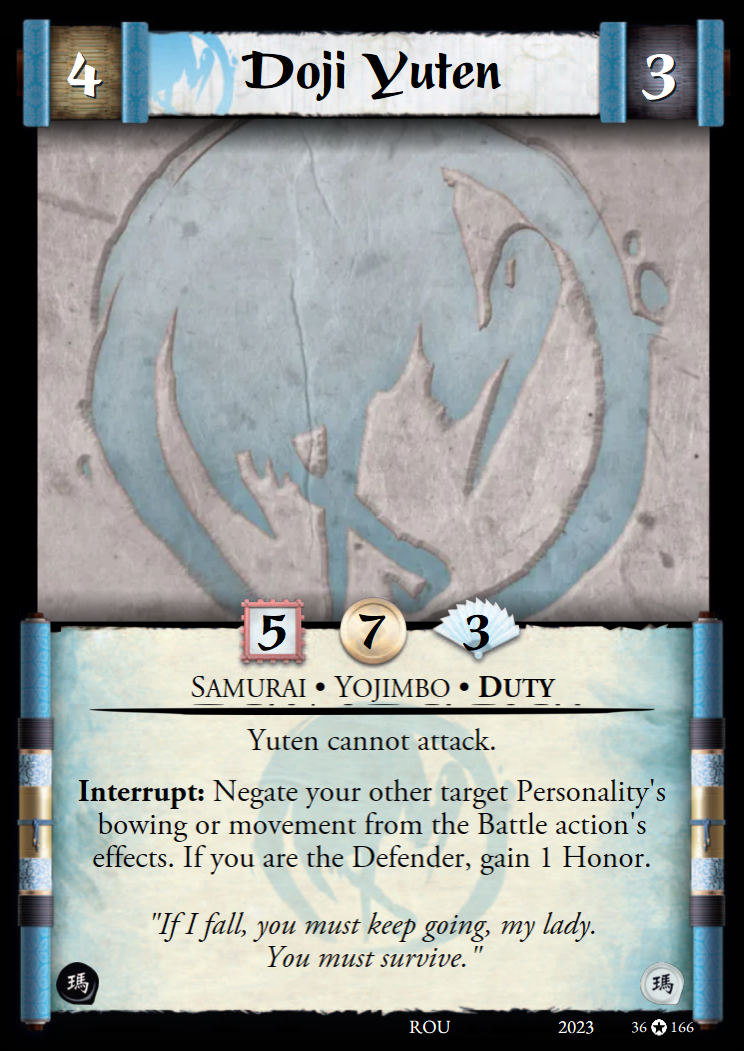 4 Doji Yuten 3
5 7 3
SAMURAI • YOJIMBO • DUTY
Yuten cannot attack.
Interrupt: Negate your other target Personality's
bowing or movement from the Battle action's
effects. If you are the Defender, gain 1 Honor.
"If I fall, you must keep going, my lady.
You must survive."
瑪 瑪
ROU 2023 36 ✪ 166